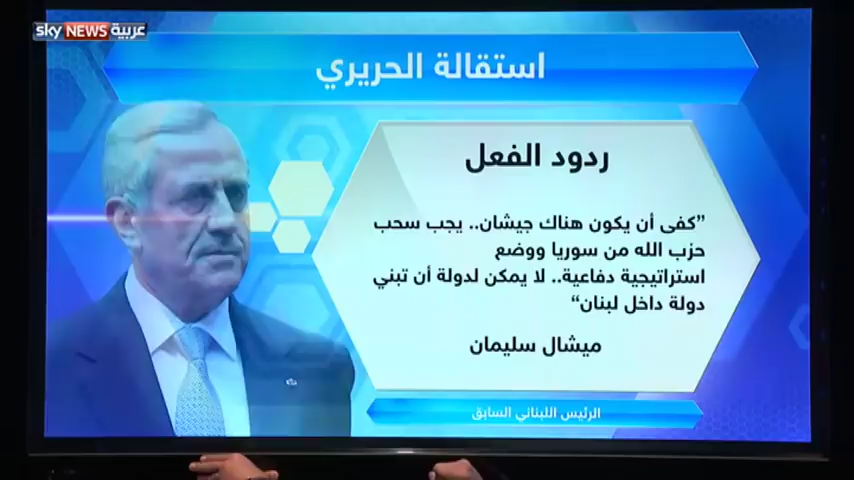 sky NEWS عربية
استقالة الحريري
ردود الفعل
”كفى أن يكون هناك جيشان.. يجب سحب
حزب الله من سوريا ووضع
استراتيجية دفاعية.. لا يمكن لدولة أن تبني
دولة داخل لبنان“
ميشال سليمان
الرئيس اللبناني السابق